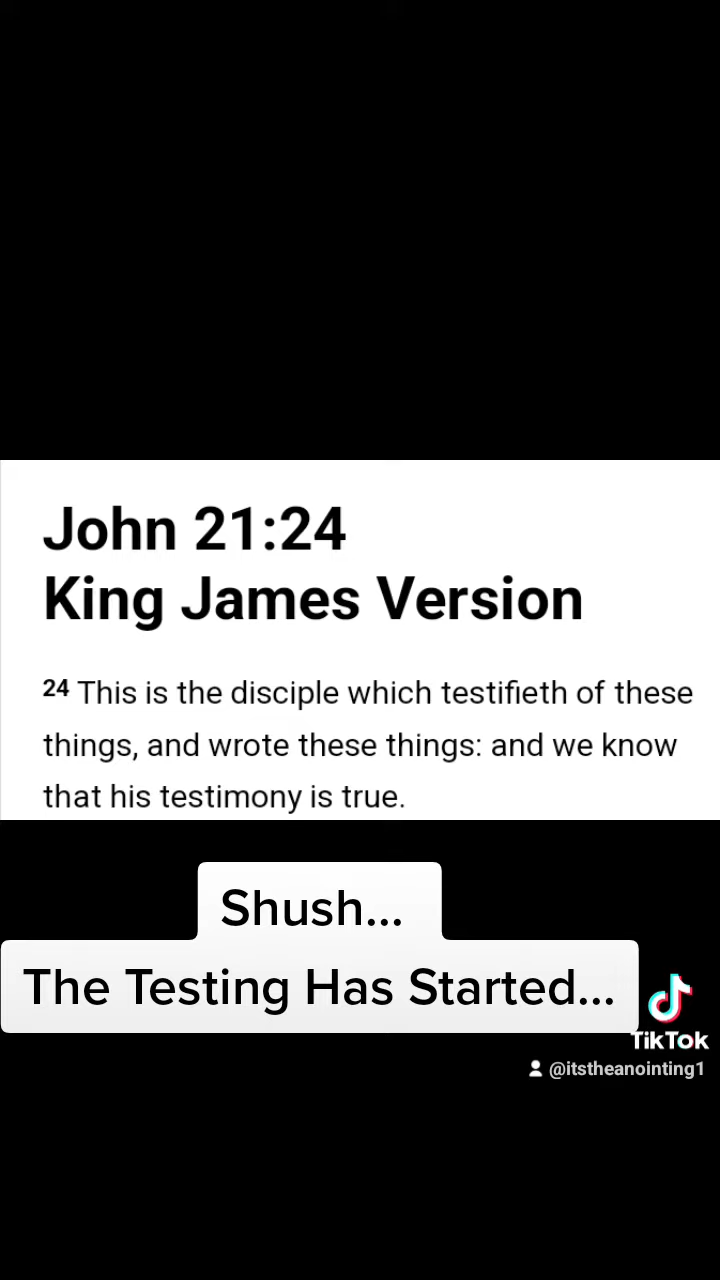 John 21:24
King James Version
24 This is the disciple which testifieth of these
things, and wrote these things: and we know
that his testimony is true.
Shush...
The Testing Has Started...
TikTok
@itstheanointing1